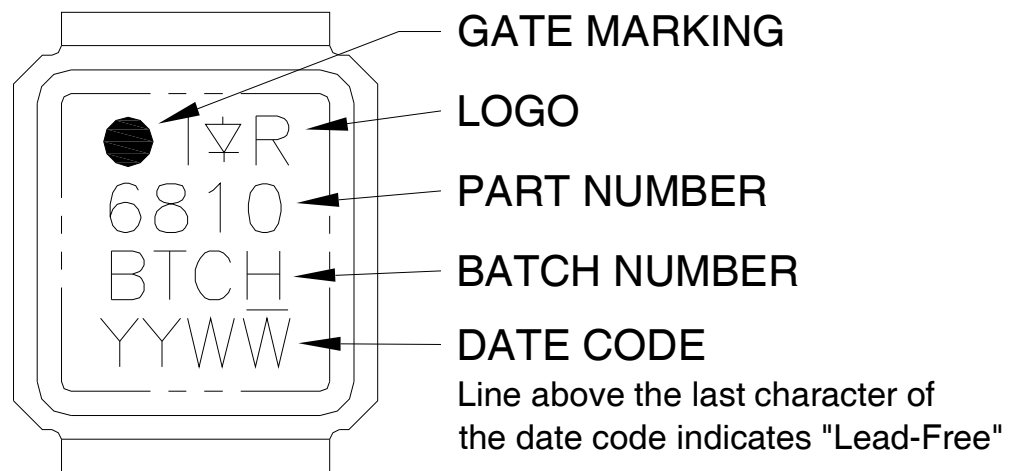 GATE MARKING
I R
LOGO
6810
PART NUMBER
BTCH
BATCH NUMBER
YYWW
DATE CODE
Line above the last character of
the date code indicates "Lead-Free"